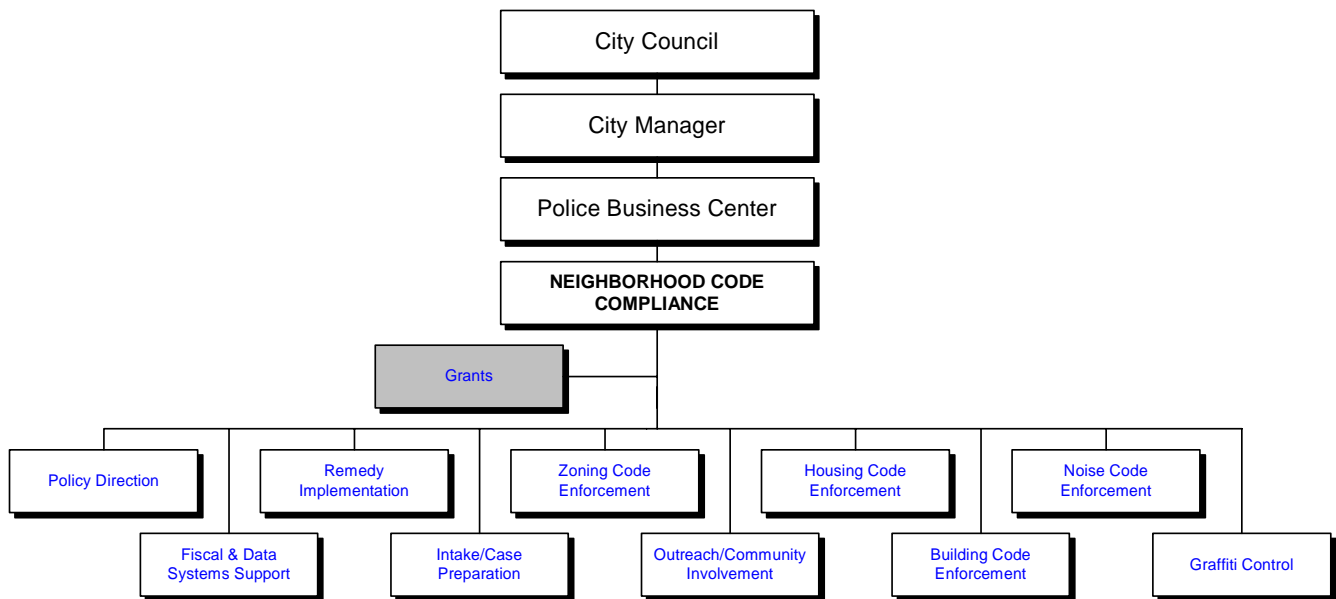 City Council
City Manager
Police Business Center
NEIGHBORHOOD CODE
COMPLIANCE
Grants
Policy Direction
Remedy
Implementation
Zoning Code
Enforcement
Housing Code
Enforcement
Noise Code
Enforcement
Fiscal & Data
Systems Support
Intake/Case
Preparation
Outreach/Community
Involvement
Building Code
Enforcement
Graffiti Control